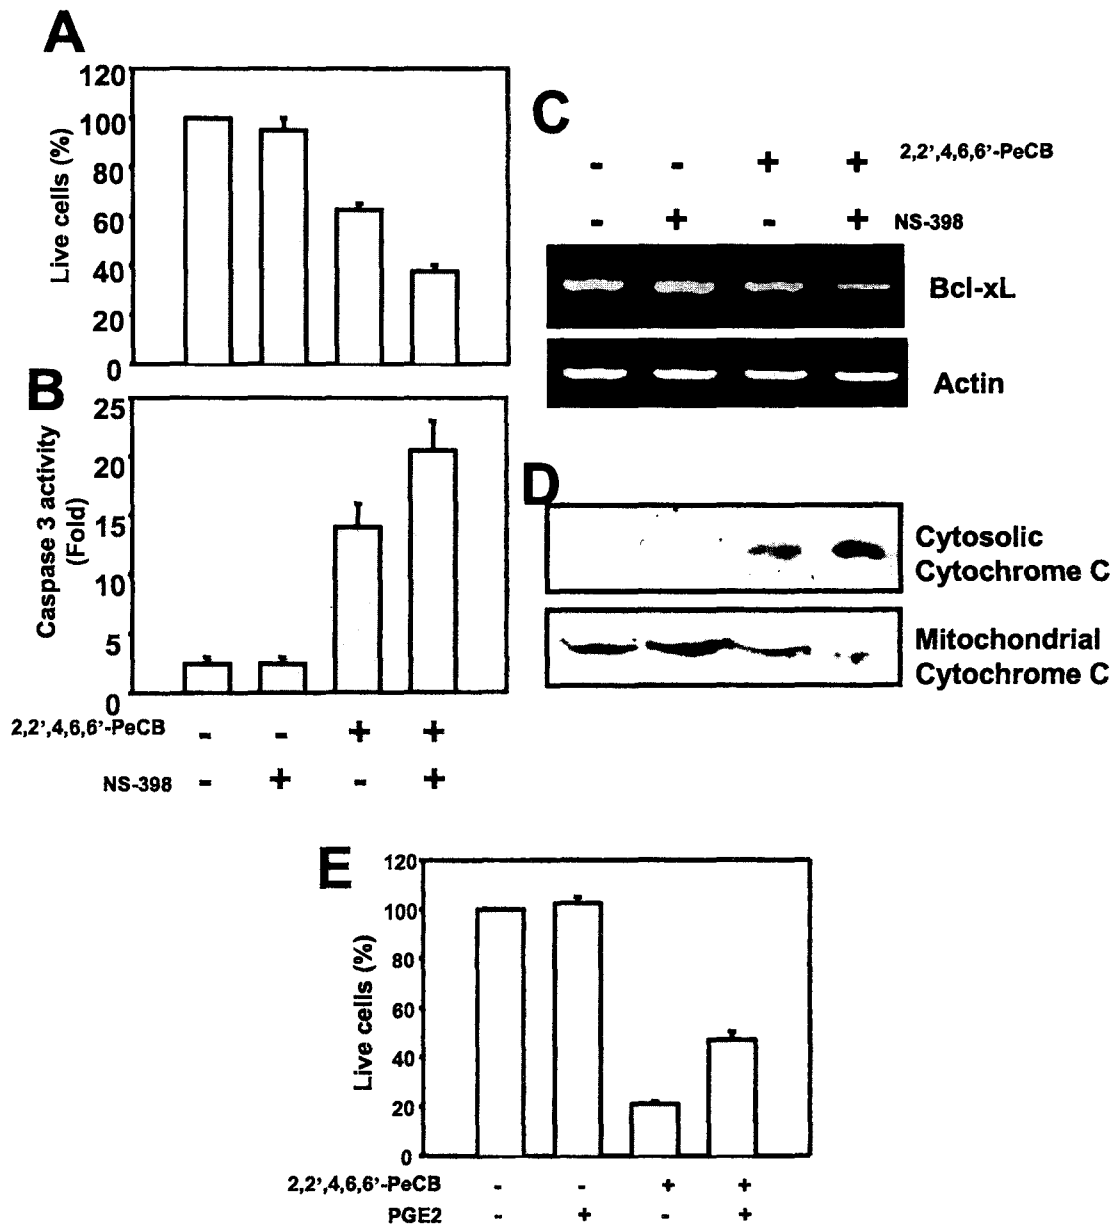 A
120
100
80
60
40
20
0
Live cells (%)
B
25
20
15
10
5
0
Caspase 3 activity
(Fold)
2,2',4,6,6'-PeCB - - + +
NS-398 - + - +
C
- - + + 2,2',4,6,6'-PeCB
- + - + NS-398
Bcl-xL
Actin
D
Cytosolic
Cytochrome C
Mitochondrial
Cytochrome C
E
120
100
80
60
40
20
0
Live cells (%)
2,2',4,6,6'-PeCB - - + +
PGE2 - + - +